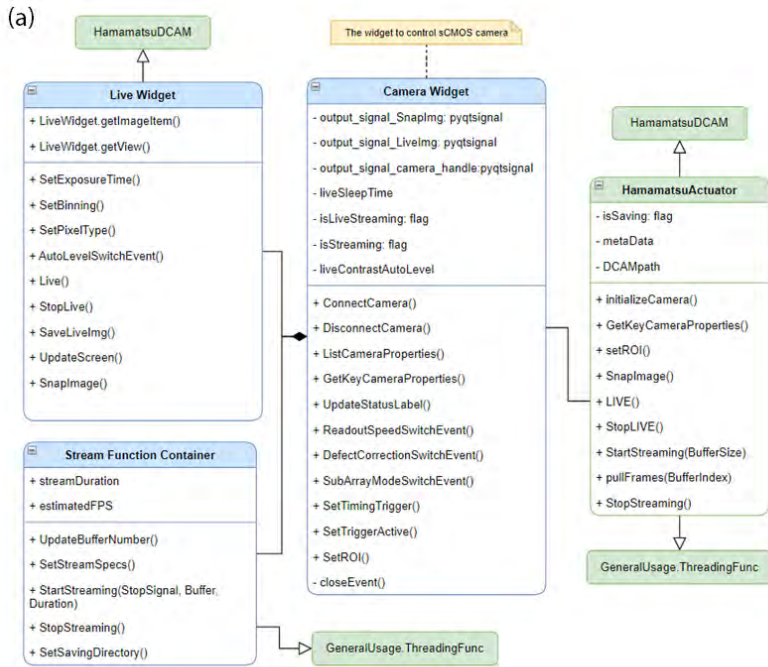 (a)
HamamatsuDCAM
The widget to control sCMOS camera
Live Widget
+ LiveWidget.getImageItem()
+ LiveWidget.getView()
+ SetExposureTime()
+ SetBinning()
+ SetPixelType()
+ AutoLevelSwitchEvent()
+ Live()
+ StopLive()
+ SaveLiveImg()
+ UpdateScreen()
+ SnapImage()
Stream Function Container
+ streamDuration
+ estimatedFPS
+ UpdateBufferNumber()
+ SetStreamSpecs()
+ StartStreaming(StopSignal, Buffer,
Duration)
+ StopStreaming()
+ SetSavingDirectory()
GeneralUsage.ThreadingFunc
Camera Widget
- output_signal_SnapImg: pyqtsignal
- output_signal_LiveImg: pyqtsignal
- output_signal_camera_handle:pyqtsignal
- liveSleepTime
- isLiveStreaming: flag
- isStreaming: flag
- liveContrastAutoLevel
+ ConnectCamera()
+ DisconnectCamera()
+ ListCameraProperties()
+ GetKeyCameraProperties()
+ UpdateStatusLabel()
+ ReadoutSpeedSwitchEvent()
+ DefectCorrectionSwitchEvent()
+ SubArrayModeSwitchEvent()
+ SetTimingTrigger()
+ SetTriggerActive()
+ SetROI()
- closeEvent()
HamamatsuDCAM
HamamatsuActuator
- isSaving: flag
- metaData
- DCAMpath
+ initializeCamera()
+ GetKeyCameraProperties()
+ setROI()
+ SnapImage()
+ LIVE()
+ StopLIVE()
+ StartStreaming(BufferSize)
+ pullFrames(BufferIndex)
+ StopStreaming()
GeneralUsage.ThreadingFunc